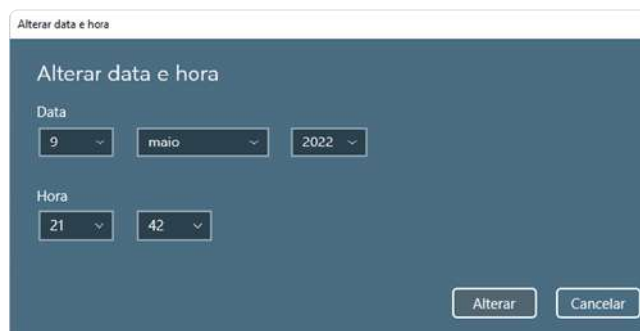 Alterar data e hora
Alterar data e hora
Data
9 maio 2022
Hora
21 42
Alterar Cancelar